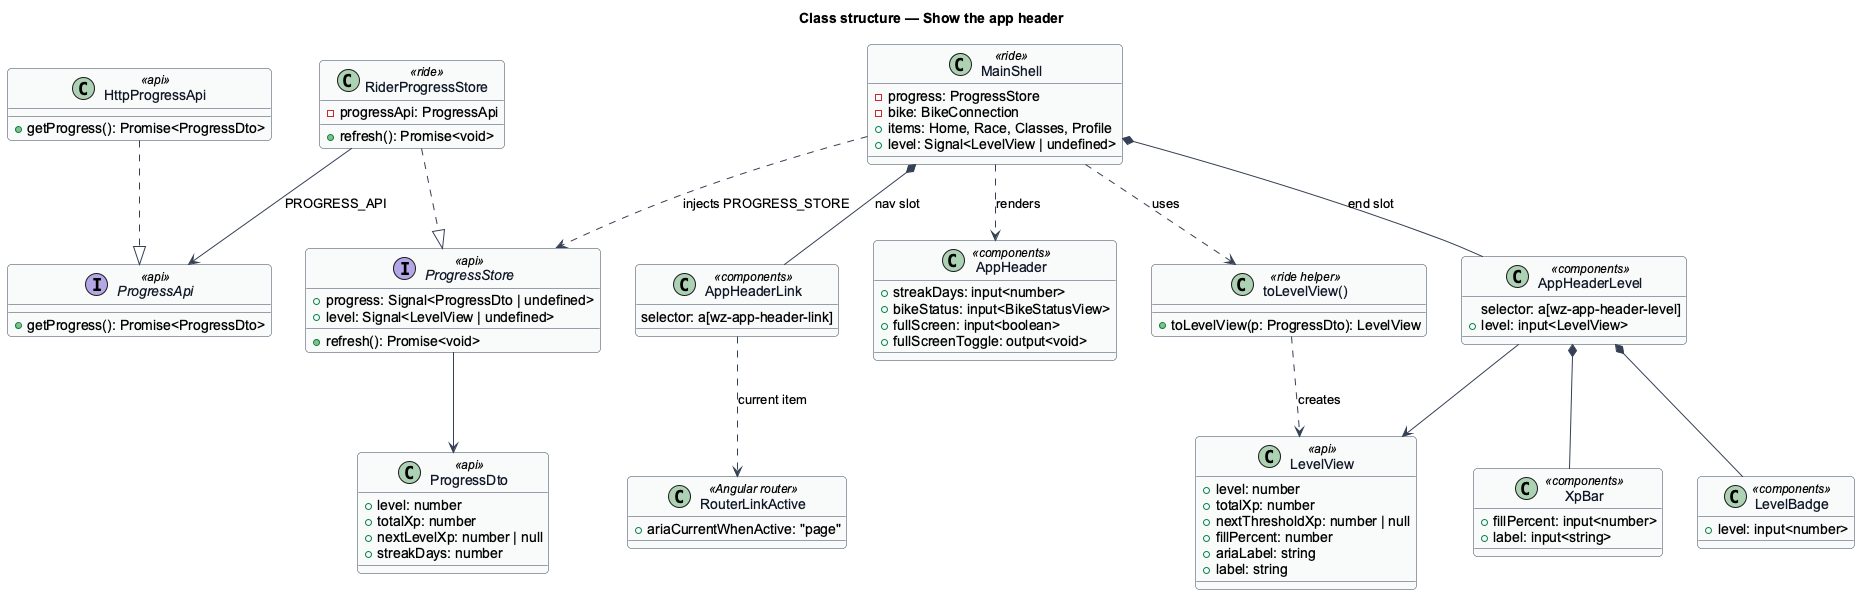 Class structure — Show the app header
«api»
HttpProgressApi
getProgress(): Promise<ProgressDto>
«ride»
RiderProgressStore
progressApi: ProgressApi
refresh(): Promise<void>
«ride»
MainShell
progress: ProgressStore
bike: BikeConnection
items: Home, Race, Classes, Profile
level: Signal<LevelView | undefined>
PROGRESS_API
injects PROGRESS_STORE
nav slot
renders
uses
end slot
«api»
ProgressApi
getProgress(): Promise<ProgressDto>
«api»
ProgressStore
progress: Signal<ProgressDto | undefined>
level: Signal<LevelView | undefined>
refresh(): Promise<void>
«components»
AppHeaderLink
selector: a[wz-app-header-link]
«components»
AppHeader
streakDays: input<number>
bikeStatus: input<BikeStatusView>
fullScreen: input<boolean>
fullScreenToggle: output<void>
«ride helper»
toLevelView()
toLevelView(p: ProgressDto): LevelView
«components»
AppHeaderLevel
selector: a[wz-app-header-level]
level: input<LevelView>
current item
creates
«api»
ProgressDto
level: number
totalXp: number
nextLevelXp: number | null
streakDays: number
«Angular router»
RouterLinkActive
ariaCurrentWhenActive: "page"
«api»
LevelView
level: number
totalXp: number
nextThresholdXp: number | null
fillPercent: number
ariaLabel: string
label: string
«components»
XpBar
fillPercent: input<number>
label: input<string>
«components»
LevelBadge
level: input<number>